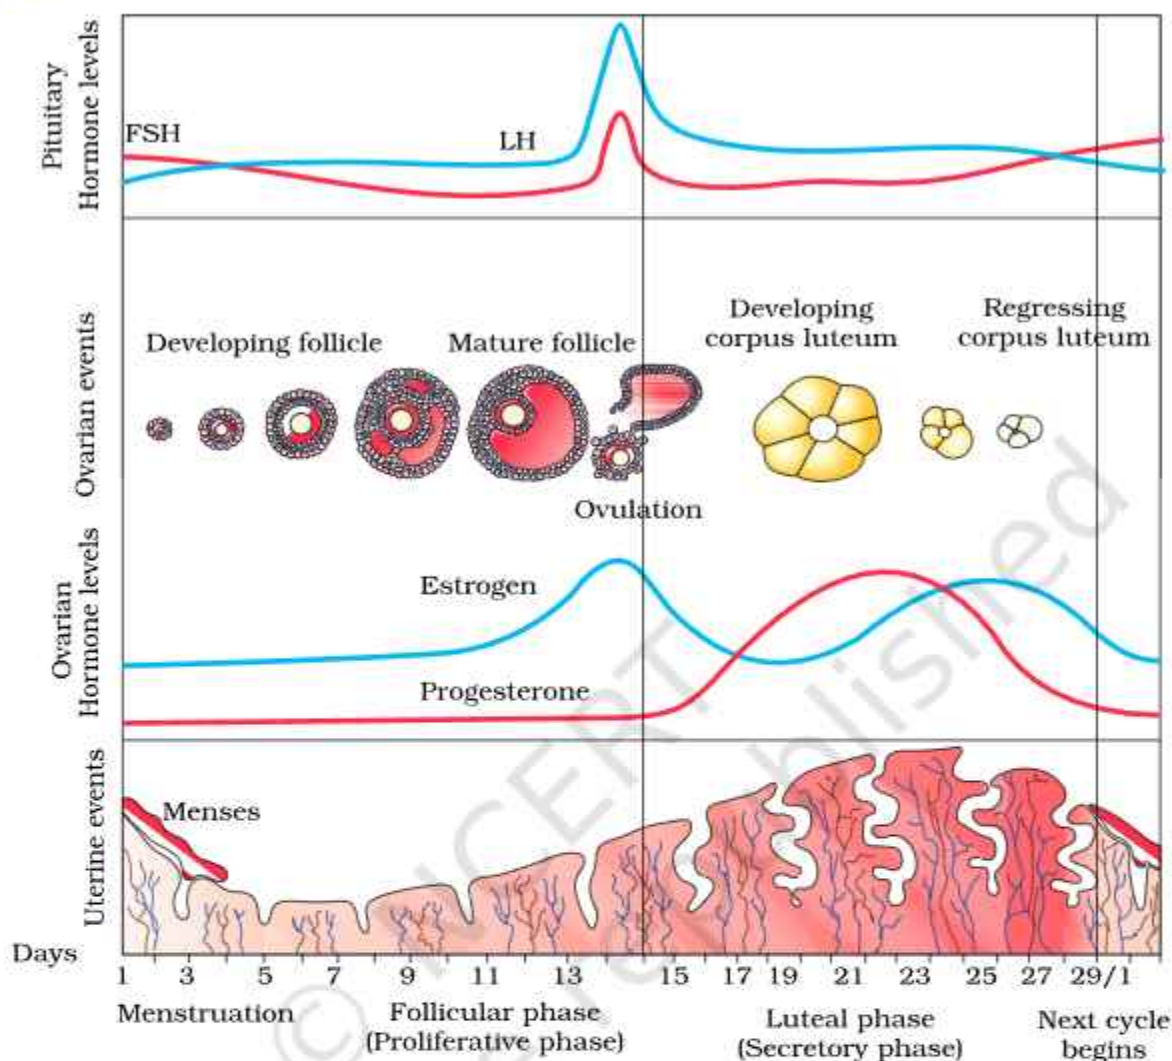 Pituitary
Hormone levels
FSH
LH
Ovarian events
Developing follicle
Mature follicle
Developing
corpus luteum
Regressing
corpus luteum
Ovulation
Ovarian
Hormone levels
Estrogen
Progesterone
Uterine events
Menses
Days
1 3 5 7 9 11 13 15 17 19 21 23 25 27 29/1
Menstruation
Follicular phase
(Proliferative phase)
Luteal phase
(Secretory phase)
Next cycle
begins
© NCERT